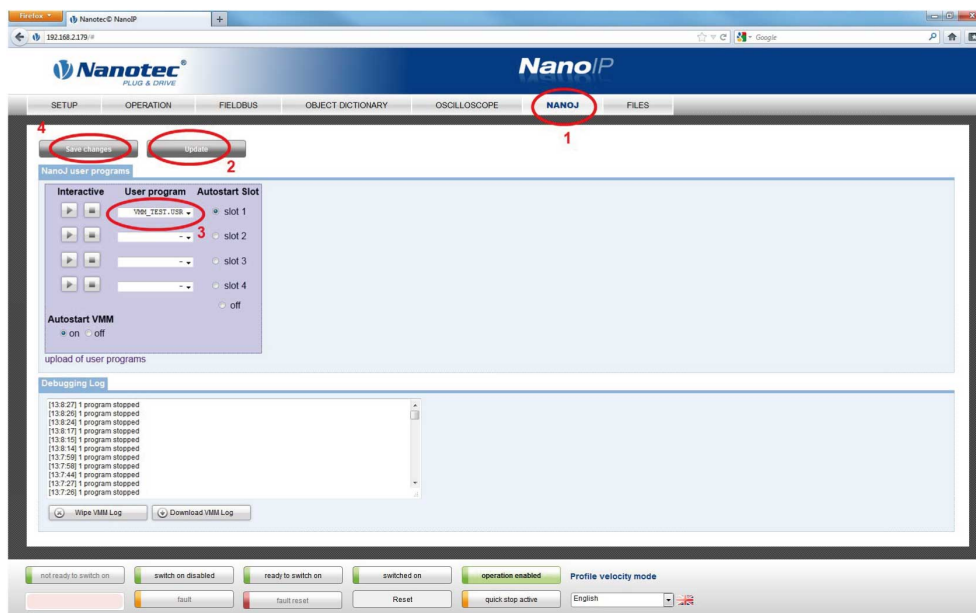 Firefox
Nanotec© NanoIP
192.168.2.179/#
Google
Nanotec®
PLUG & DRIVE
NanoIP
SETUP OPERATION FIELDBUS OBJECT DICTIONARY OSCILLOSCOPE NANOJ FILES
4
1
Save changes Update
2
NanoJ user programs
Interactive User program Autostart Slot
VMM_TEST.USR slot 1
3
- slot 2
- slot 3
- slot 4
off
Autostart VMM
on off
upload of user programs
Debugging Log
[13:8:27] 1 program stopped
[13:8:26] 1 program stopped
[13:8:24] 1 program stopped
[13:8:17] 1 program stopped
[13:8:15] 1 program stopped
[13:8:14] 1 program stopped
[13:7:59] 1 program stopped
[13:7:58] 1 program stopped
[13:7:44] 1 program stopped
[13:7:27] 1 program stopped
[13:7:26] 1 program stopped
Wipe VMM Log Download VMM Log
not ready to switch on switch on disabled ready to switch on switched on operation enabled Profile velocity mode
fault fault reset Reset quick stop active English